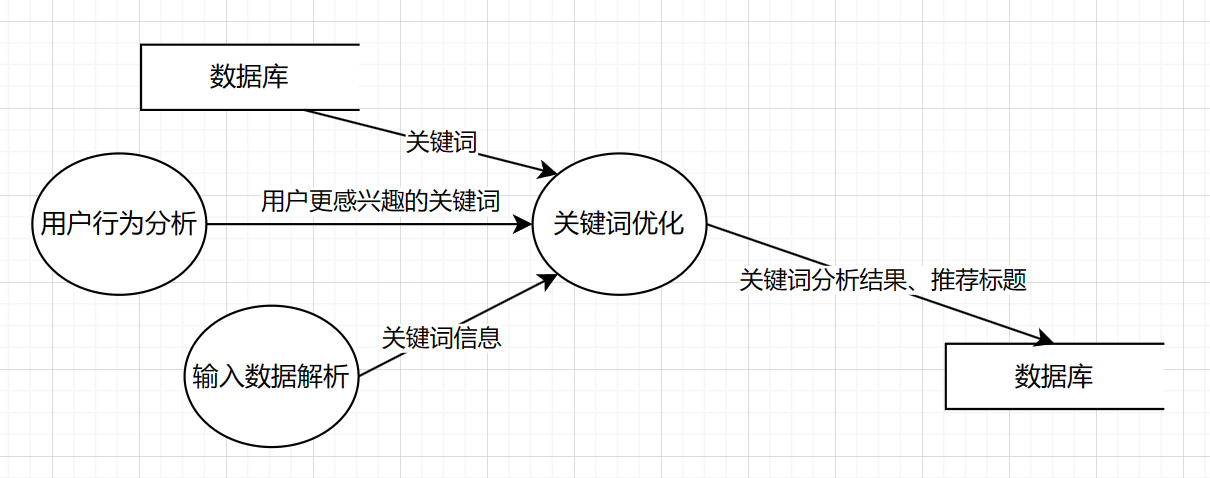 数据库
关键词
用户更感兴趣的关键词
用户行为分析
关键词优化
关键词分析结果、推荐标题
关键词信息
输入数据解析
数据库